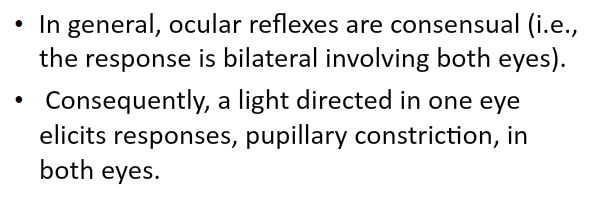 • In general, ocular reflexes are consensual (i.e.,
the response is bilateral involving both eyes).
• Consequently, a light directed in one eye
elicits responses, pupillary constriction, in
both eyes.